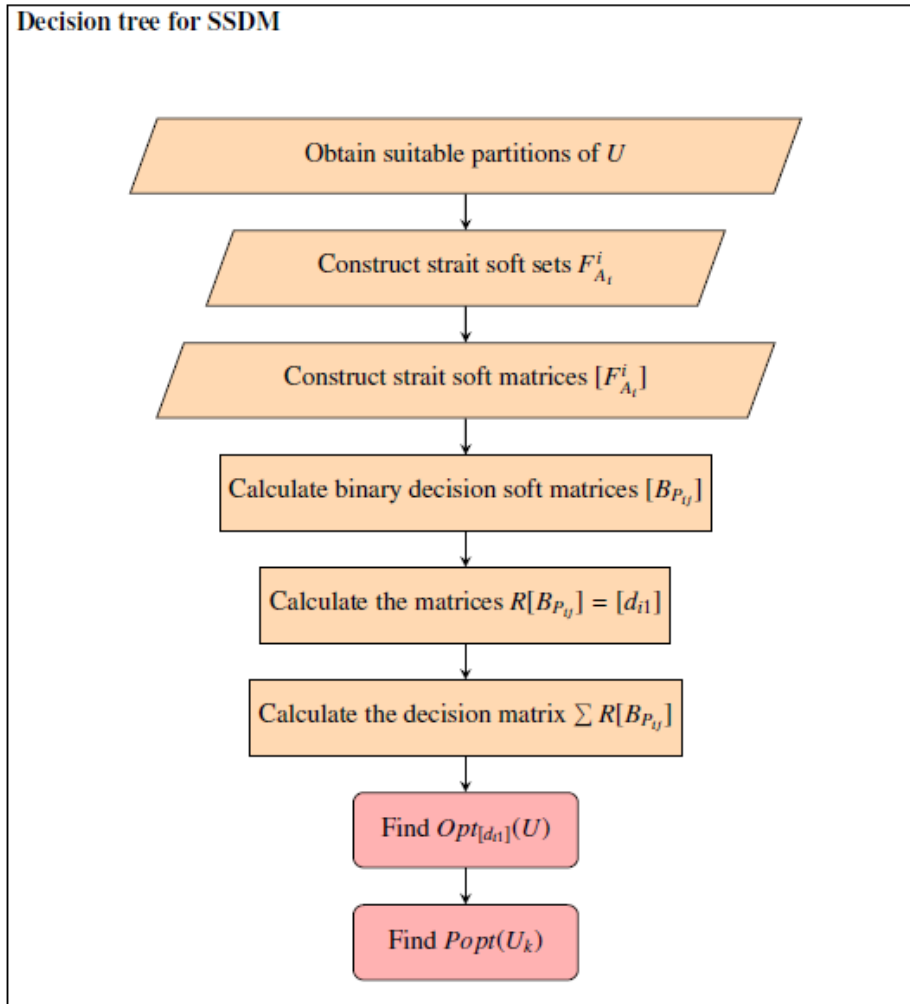 Decision tree for SSDM
Obtain suitable partitions of U
Construct strait soft sets $F^i_{A_t}$
Construct strait soft matrices $[F^i_{A_t}]$
Calculate binary decision soft matrices $[B_{P_{tj}}]$
Calculate the matrices $R[B_{P_{tj}}] = [d_{i1}]$
Calculate the decision matrix $\sum R[B_{P_{tj}}]$
Find $Opt_{[d_{i1}]}(U)$
Find $Popt(U_k)$